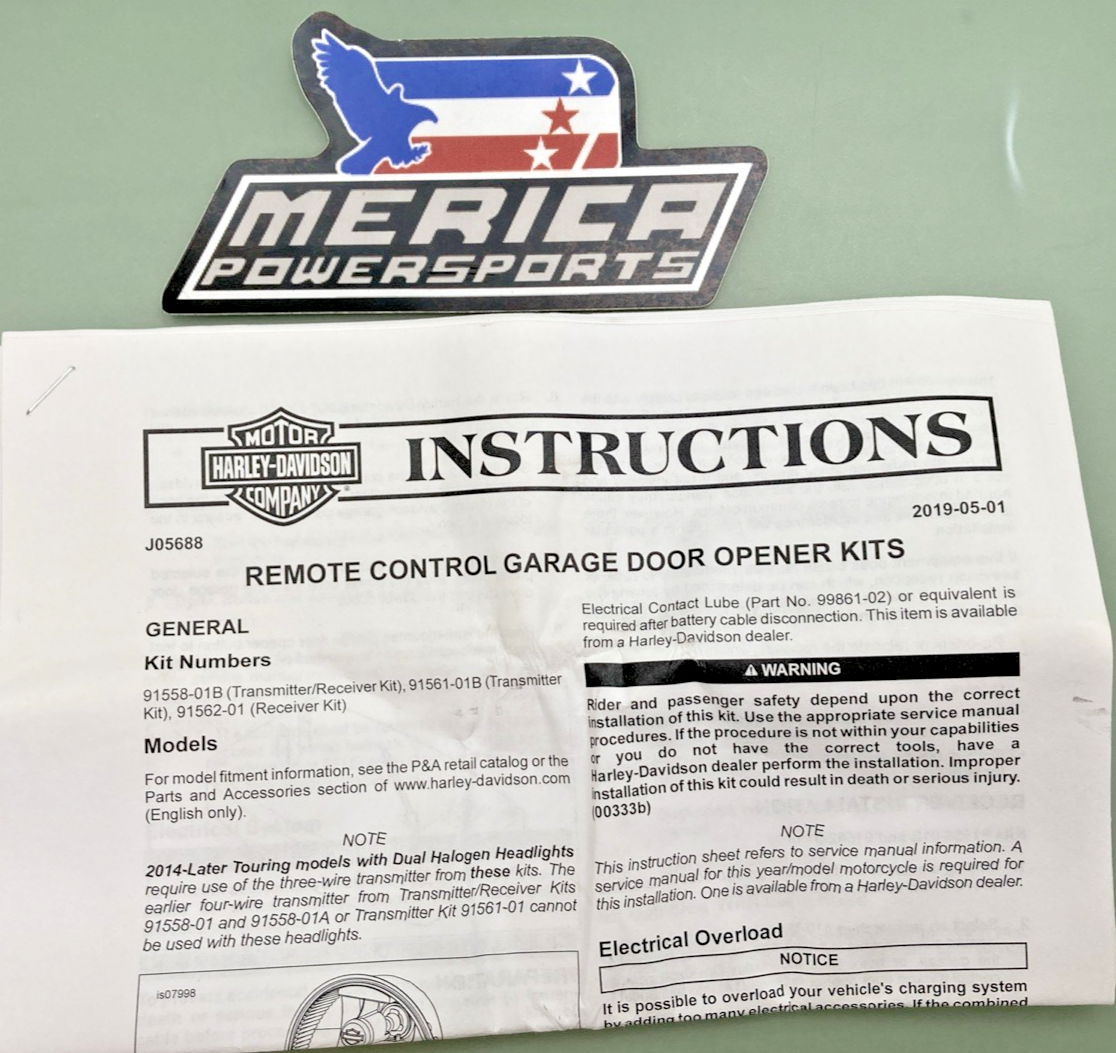 MERICA
POWERSPORTS
MOTOR
HARLEY-DAVIDSON
COMPANY
INSTRUCTIONS
J05688
2019-05-01
REMOTE CONTROL GARAGE DOOR OPENER KITS
GENERAL
Kit Numbers
91558-01B (Transmitter/Receiver Kit), 91561-01B (Transmitter
Kit), 91562-01 (Receiver Kit)
Models
For model fitment information, see the P&A retail catalog or the
Parts and Accessories section of www.harley-davidson.com
(English only).
NOTE
2014-Later Touring models with Dual Halogen Headlights
require use of the three-wire transmitter from these kits. The
earlier four-wire transmitter from Transmitter/Receiver Kits
91558-01 and 91558-01A or Transmitter Kit 91561-01 cannot
be used with these headlights.
is07998
Electrical Contact Lube (Part No. 99861-02) or equivalent is
required after battery cable disconnection. This item is available
from a Harley-Davidson dealer.
⚠ WARNING
Rider and passenger safety depend upon the correct
installation of this kit. Use the appropriate service manual
procedures. If the procedure is not within your capabilities
or you do not have the correct tools, have a
Harley-Davidson dealer perform the installation. Improper
installation of this kit could result in death or serious injury.
(00333b)
NOTE
This instruction sheet refers to service manual information. A
service manual for this year/model motorcycle is required for
this installation. One is available from a Harley-Davidson dealer.
Electrical Overload
NOTICE
It is possible to overload your vehicle's charging system
by adding too many electrical accessories. If the combined